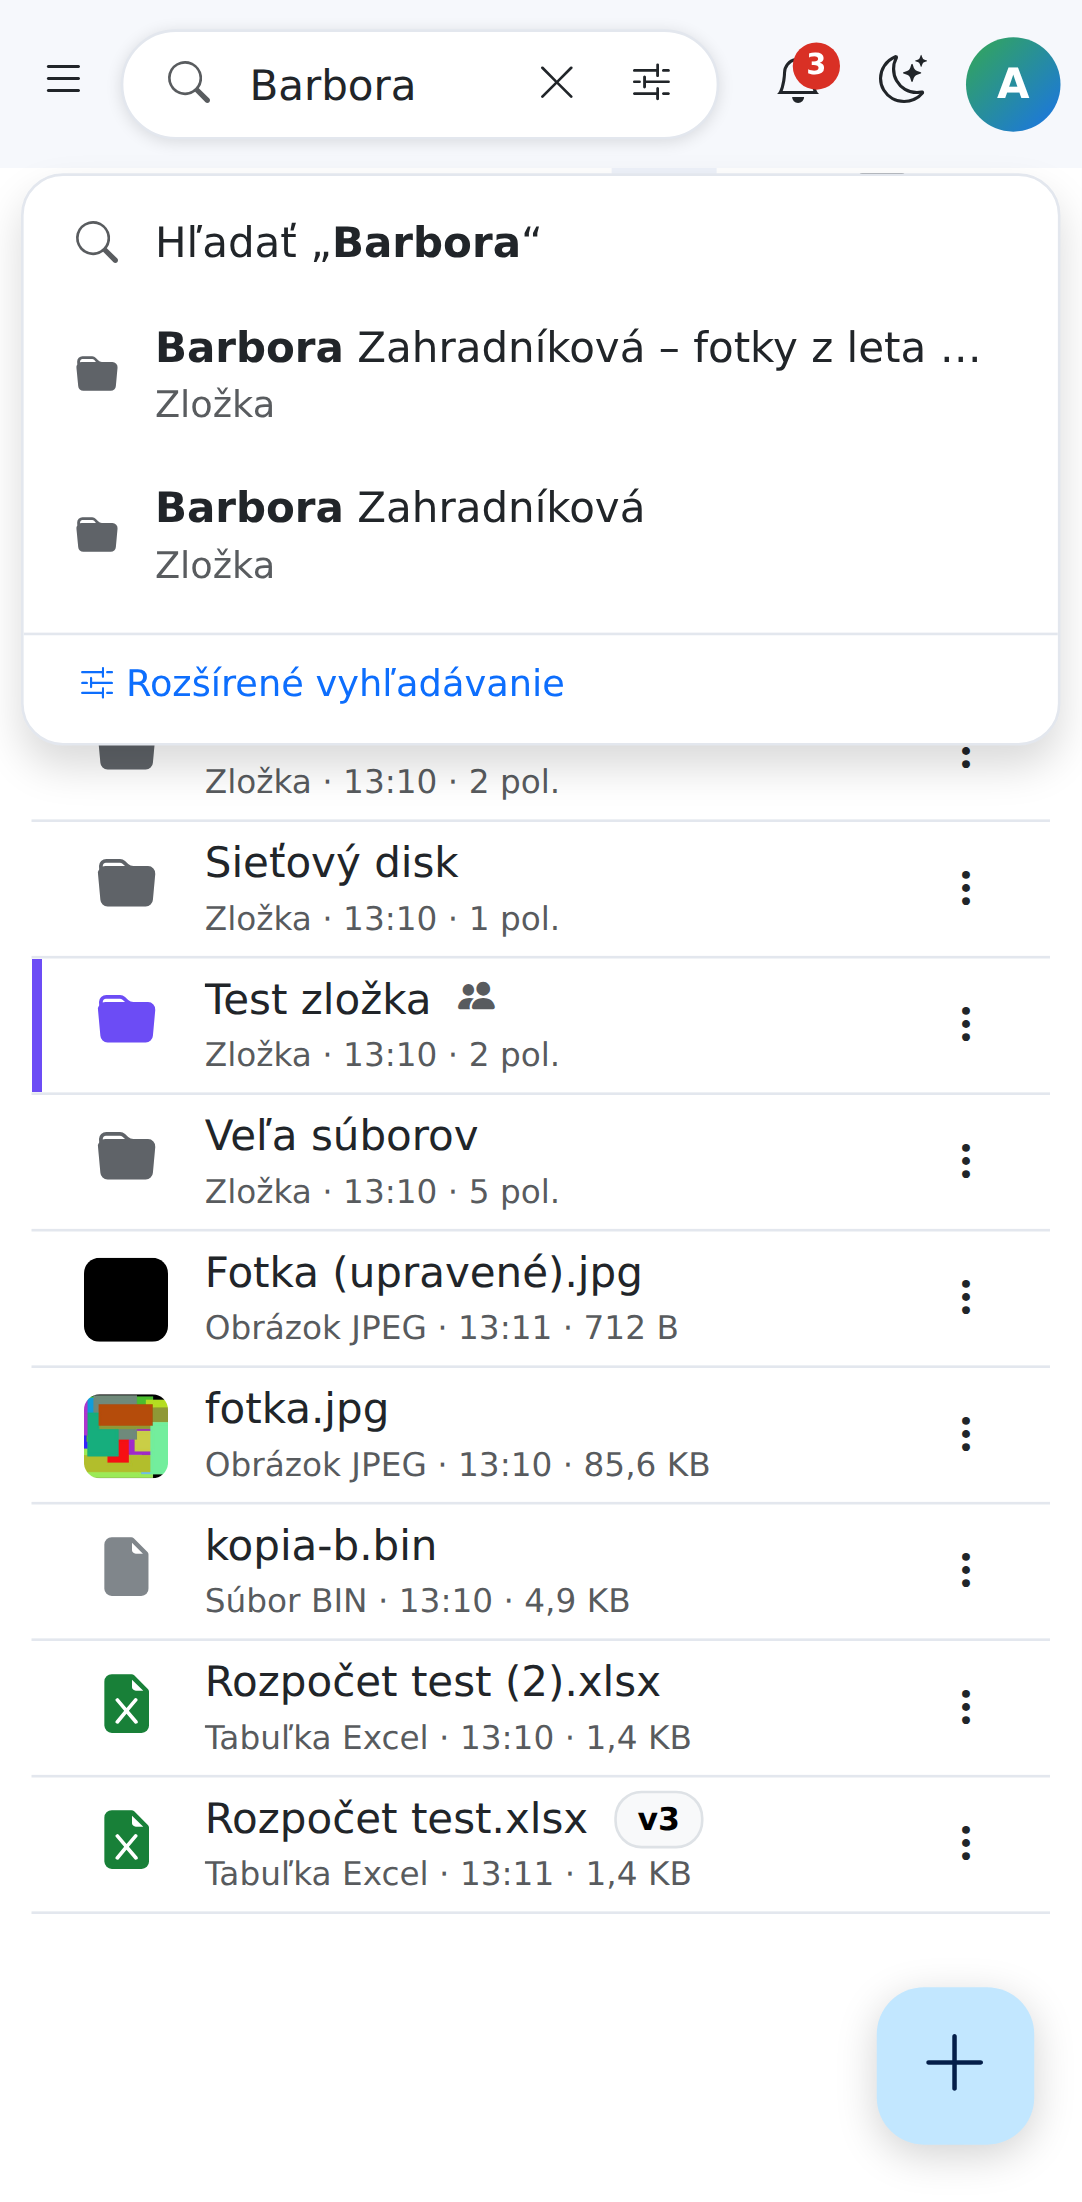 Barbora
3
A
Hľadať „Barbora“
Barbora Zahradníková – fotky z leta ...
Zložka
Barbora Zahradníková
Zložka
Rozšírené vyhľadávanie
Zložka · 13:10 · 2 pol.
Sieťový disk
Zložka · 13:10 · 1 pol.
Test zložka
Zložka · 13:10 · 2 pol.
Veľa súborov
Zložka · 13:10 · 5 pol.
Fotka (upravené).jpg
Obrázok JPEG · 13:11 · 712 B
fotka.jpg
Obrázok JPEG · 13:10 · 85,6 KB
kopia-b.bin
Súbor BIN · 13:10 · 4,9 KB
Rozpočet test (2).xlsx
Tabuľka Excel · 13:10 · 1,4 KB
Rozpočet test.xlsx v3
Tabuľka Excel · 13:11 · 1,4 KB